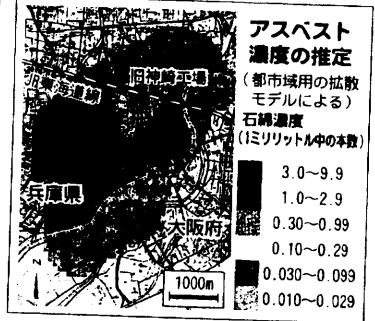 アスベスト
濃度の推定
(都市域用の拡散
モデルによる)
石綿濃度
(1ミリリットル中の本数)
3.0〜9.9
1.0〜2.9
0.30〜0.99
0.10〜0.29
0.030〜0.099
0.010〜0.029
旧神崎工場
JR東海道線
兵庫県
大阪府
1000m